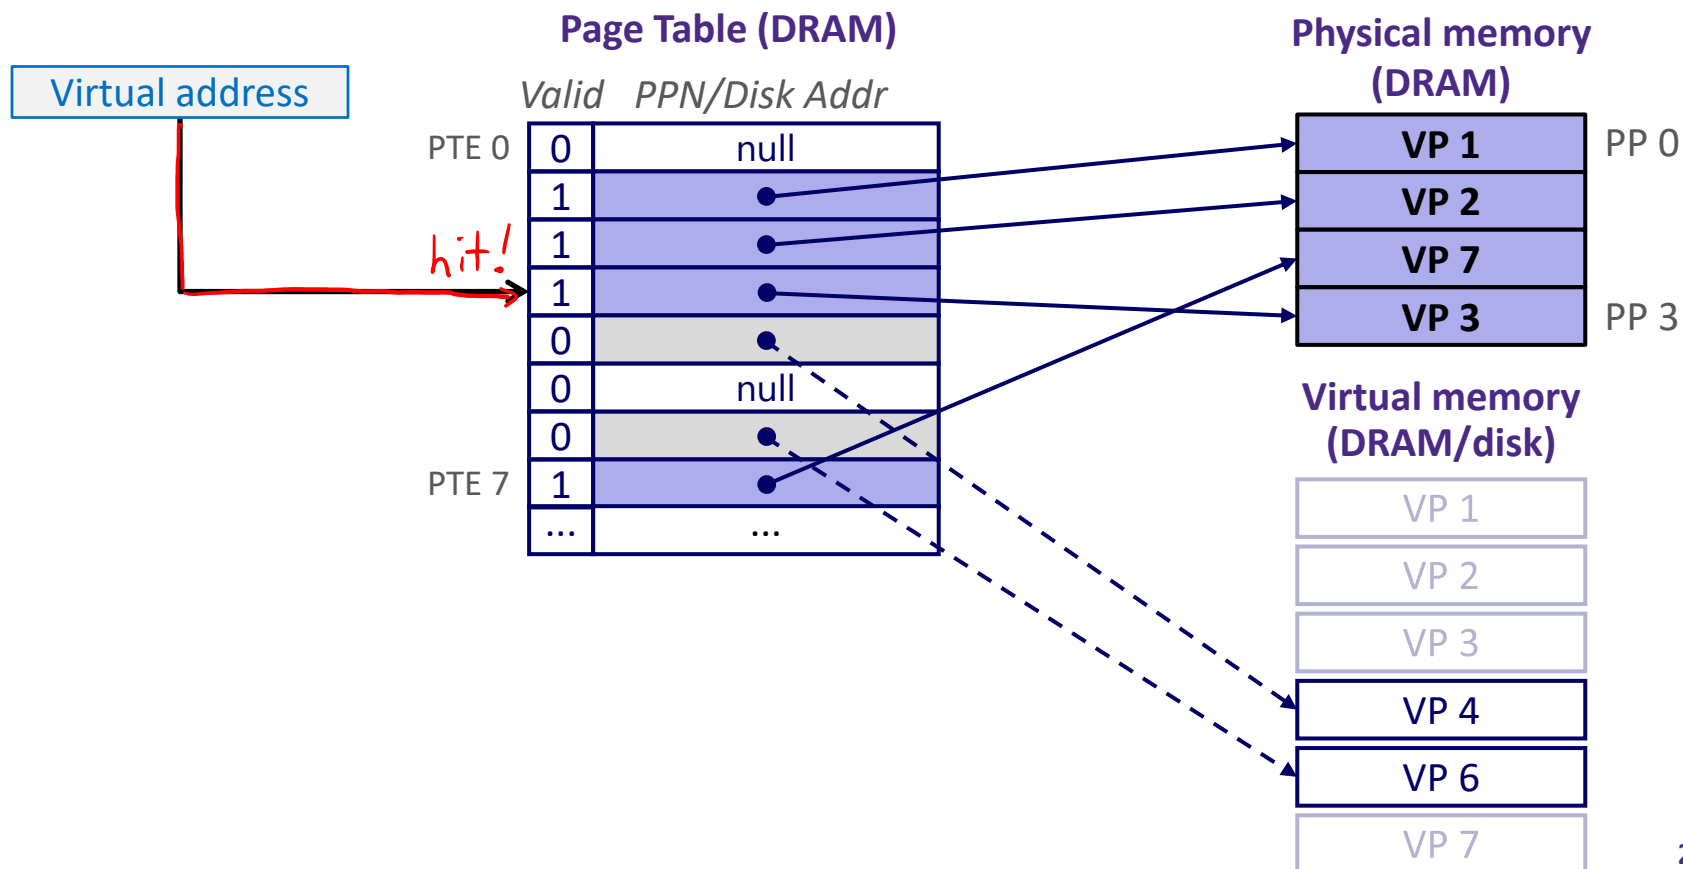 Page Table (DRAM)
Physical memory
(DRAM)
Virtual address
Valid PPN/Disk Addr
PTE 0 0 null
VP 1 PP 0
1
VP 2
1
hit!
VP 7
1
VP 3 PP 3
0
0 null
Virtual memory
(DRAM/disk)
0
PTE 7 1
VP 1
... ...
VP 2
VP 3
VP 4
VP 6
VP 7